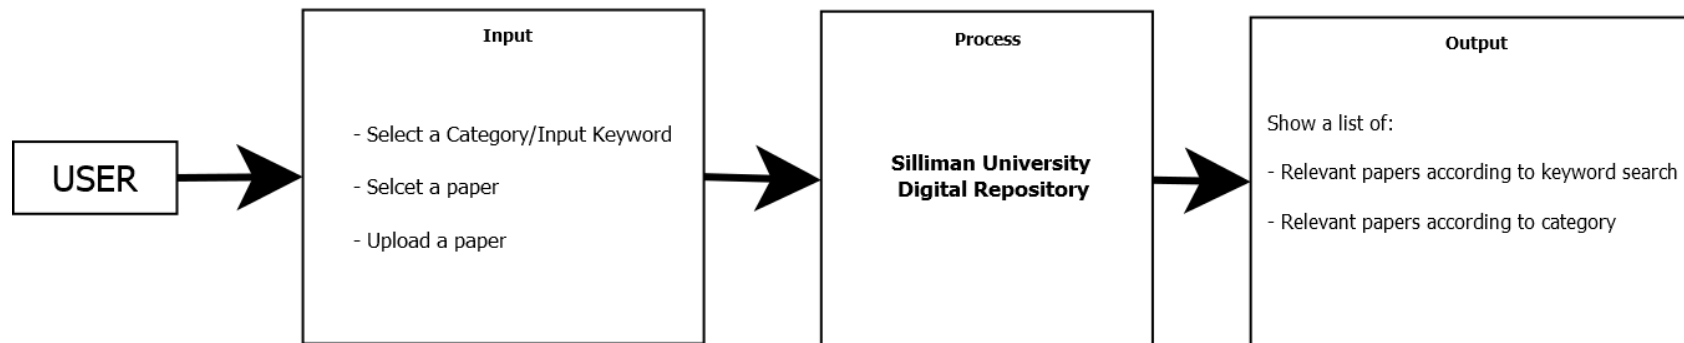 USER
Input
- Select a Category/Input Keyword
- Selcet a paper
- Upload a paper
Process
Silliman University
Digital Repository
Output
Show a list of:
- Relevant papers according to keyword search
- Relevant papers according to category